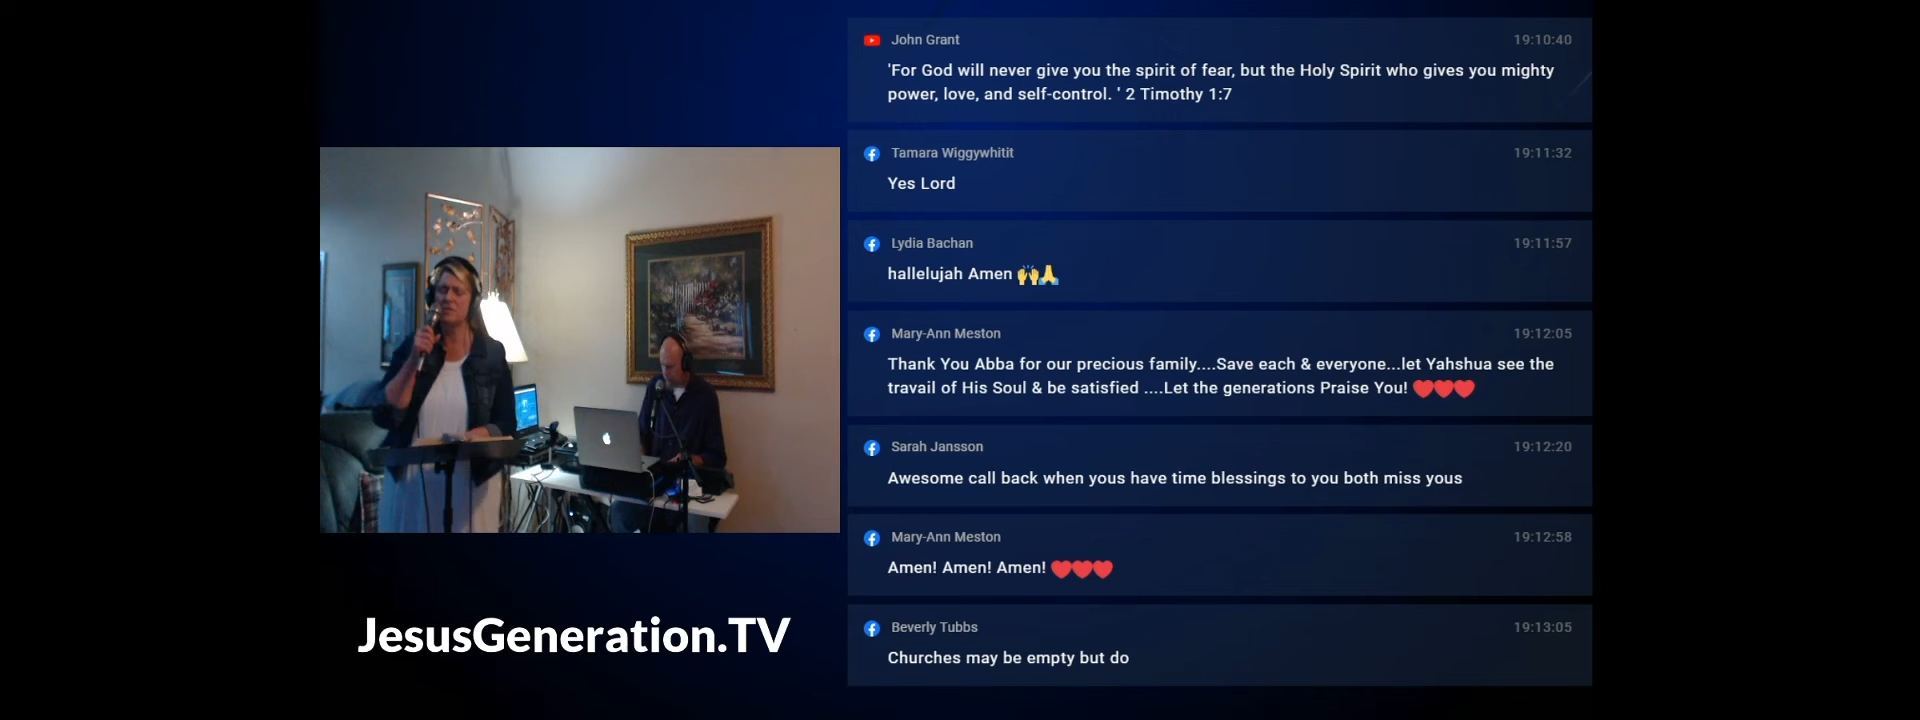 John Grant 19:10:40
'For God will never give you the spirit of fear, but the Holy Spirit who gives you mighty
power, love, and self-control. ' 2 Timothy 1:7
Tamara Wiggywhitit 19:11:32
Yes Lord
Lydia Bachan 19:11:57
hallelujah Amen 🙌🙏
Mary-Ann Meston 19:12:05
Thank You Abba for our precious family....Save each & everyone...let Yahshua see the
travail of His Soul & be satisfied ....Let the generations Praise You! ❤️❤️❤️
Sarah Jansson 19:12:20
Awesome call back when yous have time blessings to you both miss yous
Mary-Ann Meston 19:12:58
Amen! Amen! Amen! ❤️❤️❤️
Beverly Tubbs 19:13:05
Churches may be empty but do
JesusGeneration.TV